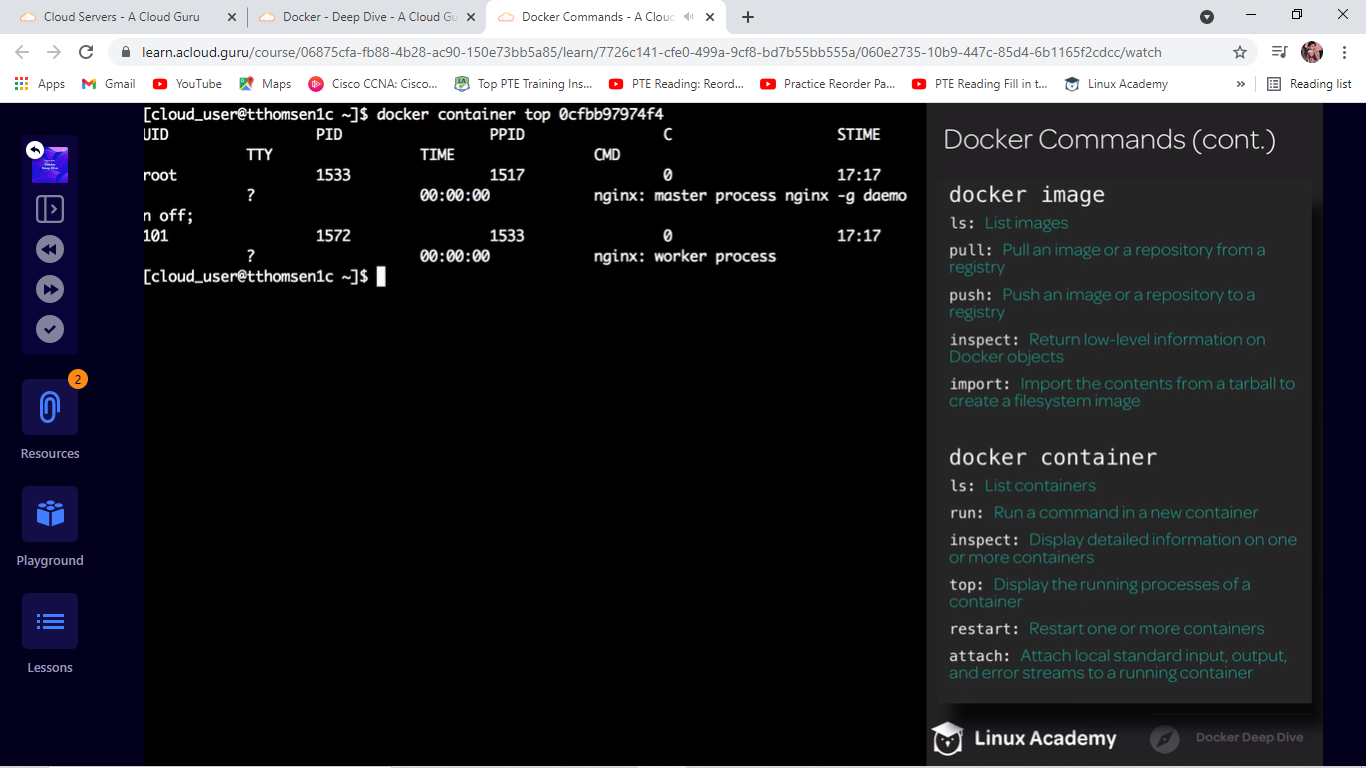 Cloud Servers - A Cloud Guru
Docker - Deep Dive - A Cloud Gu
Docker Commands - A Cloud
learn.acloud.guru/course/06875cfa-fb88-4b28-ac90-150e73bb5a85/learn/7726c141-cfe0-499a-9cf8-bd7b55bb555a/060e2735-10b9-447c-85d4-6b1165f2cdcc/watch
Apps Gmail YouTube Maps Cisco CCNA: Cisco... Top PTE Training Ins... PTE Reading: Reord... Practice Reorder Pa... PTE Reading Fill in t... Linux Academy » Reading list
Docker
Deep Dive
2
Resources
Playground
Lessons
[cloud_user@tthomsen1c ~]$ docker container top 0cfbb97974f4
UID PID PPID C STIME
TTY TIME CMD
root 1533 1517 0 17:17
? 00:00:00 nginx: master process nginx -g daemo
n off;
101 1572 1533 0 17:17
? 00:00:00 nginx: worker process
[cloud_user@tthomsen1c ~]$
Docker Commands (cont.)
docker image
ls: List images
pull: Pull an image or a repository from a
registry
push: Push an image or a repository to a
registry
inspect: Return low-level information on
Docker objects
import: Import the contents from a tarball to
create a filesystem image
docker container
ls: List containers
run: Run a command in a new container
inspect: Display detailed information on one
or more containers
top: Display the running processes of a
container
restart: Restart one or more containers
attach: Attach local standard input, output,
and error streams to a running container
Linux Academy
Docker Deep Dive